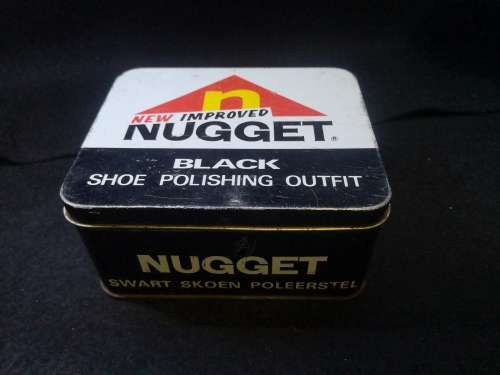 n
NEW IMPROVED
NUGGET®
BLACK
SHOE POLISHING OUTFIT
NUGGET
SWART SKOEN POLEERSTEL